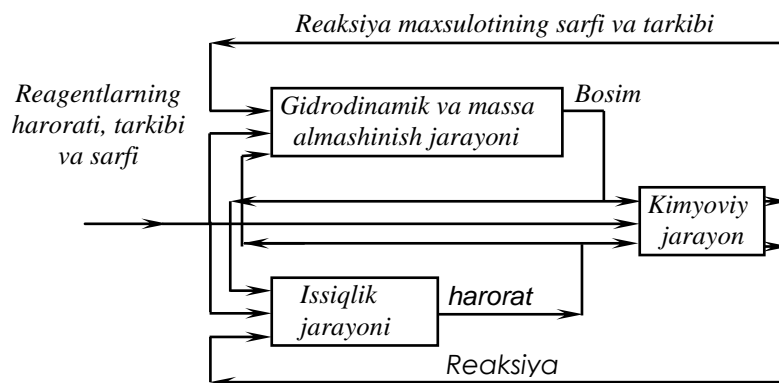 Reaksiya maxsulotining sarfi va tarkibi
Reagentlarning
harorati, tarkibi
va sarfi
Gidrodinamik va massa
almashinish jarayoni
Bosim
Kimyoviy
jarayon
Issiqlik
jarayoni
harorat
Reaksiya